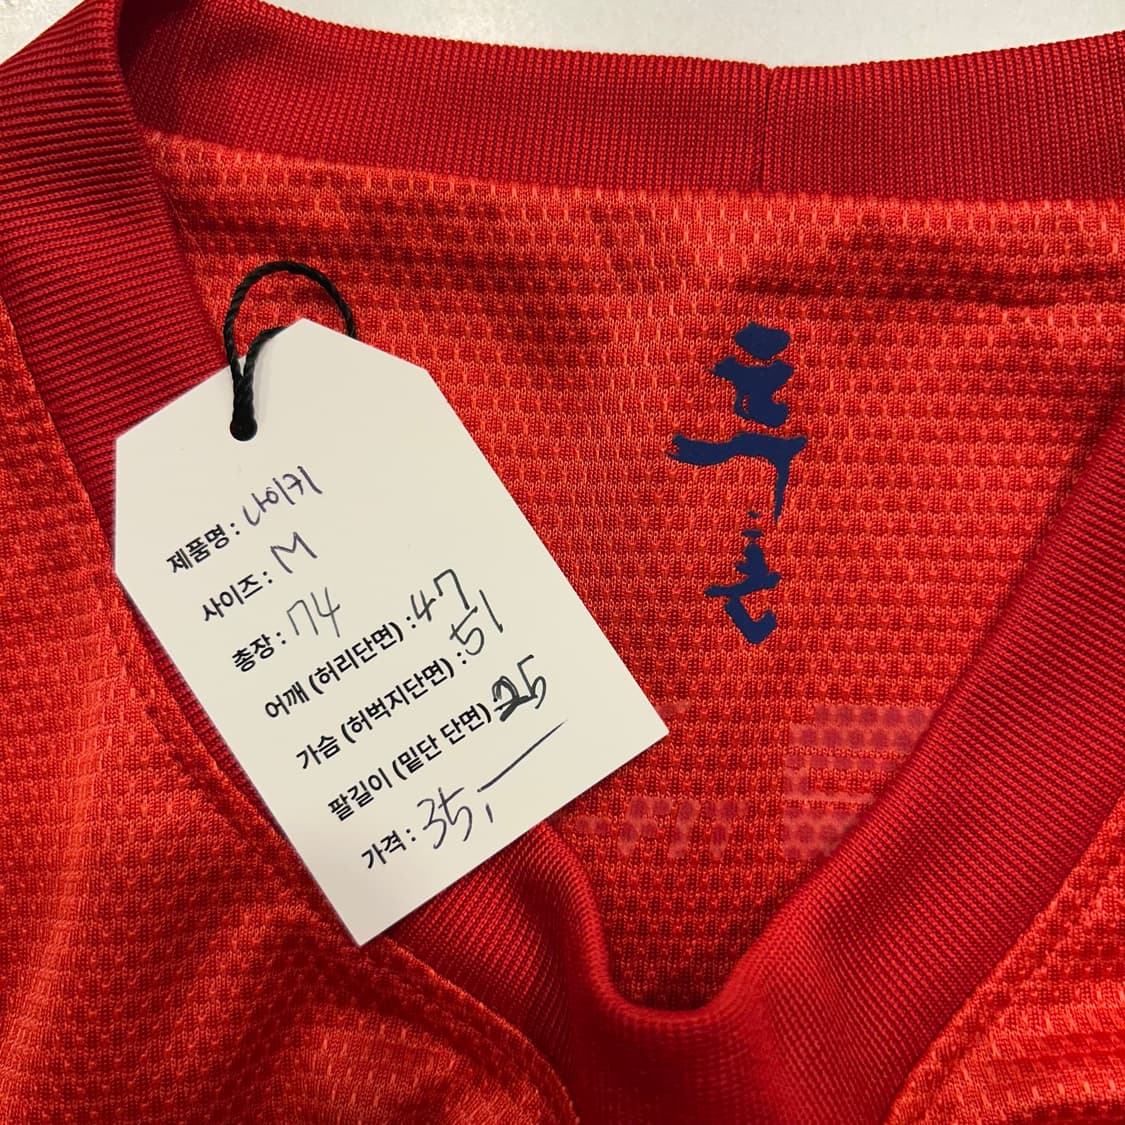 제품명 : 나이키
사이즈 : M
총장 : 74
어깨 (허리단면) : 47
가슴 (허벅지단면) : 51
팔길이 (밑단 단면) 25
가격 : 35,-
투혼